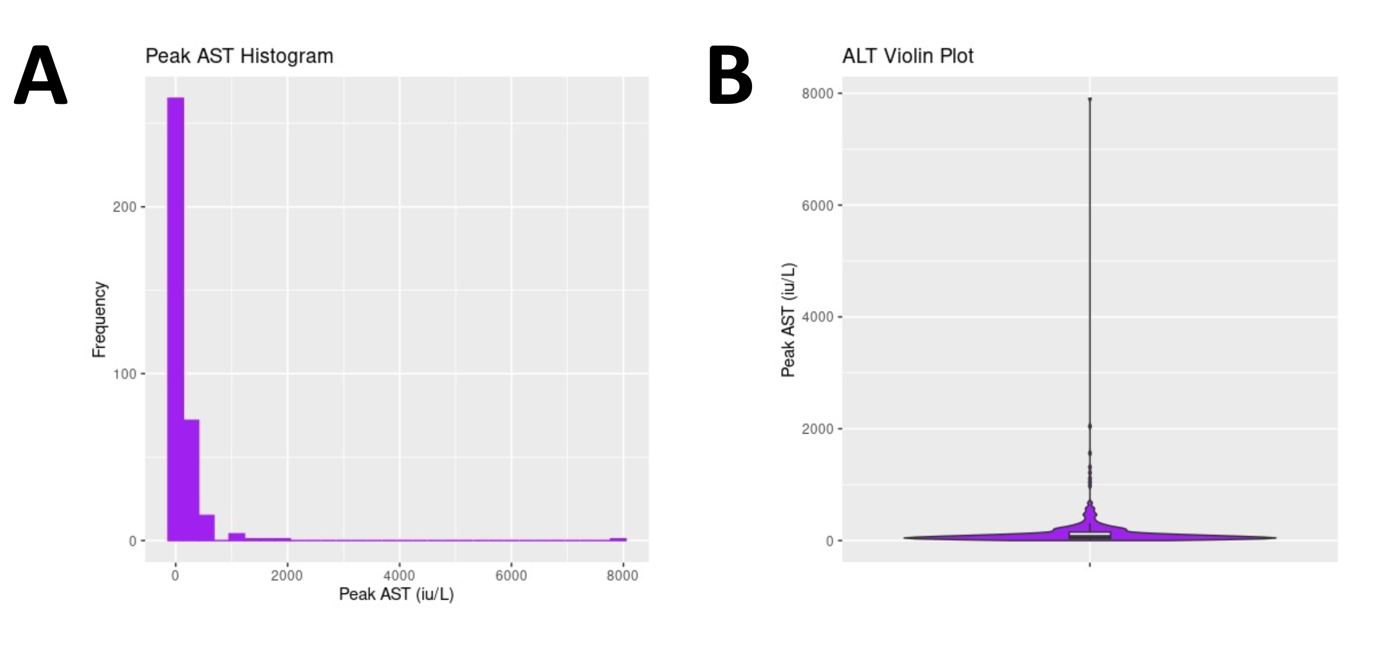 A
Peak AST Histogram
200
100
0
Frequency
0 2000 4000 6000 8000
Peak AST (iu/L)
B
ALT Violin Plot
8000
6000
4000
2000
0
Peak AST (iu/L)